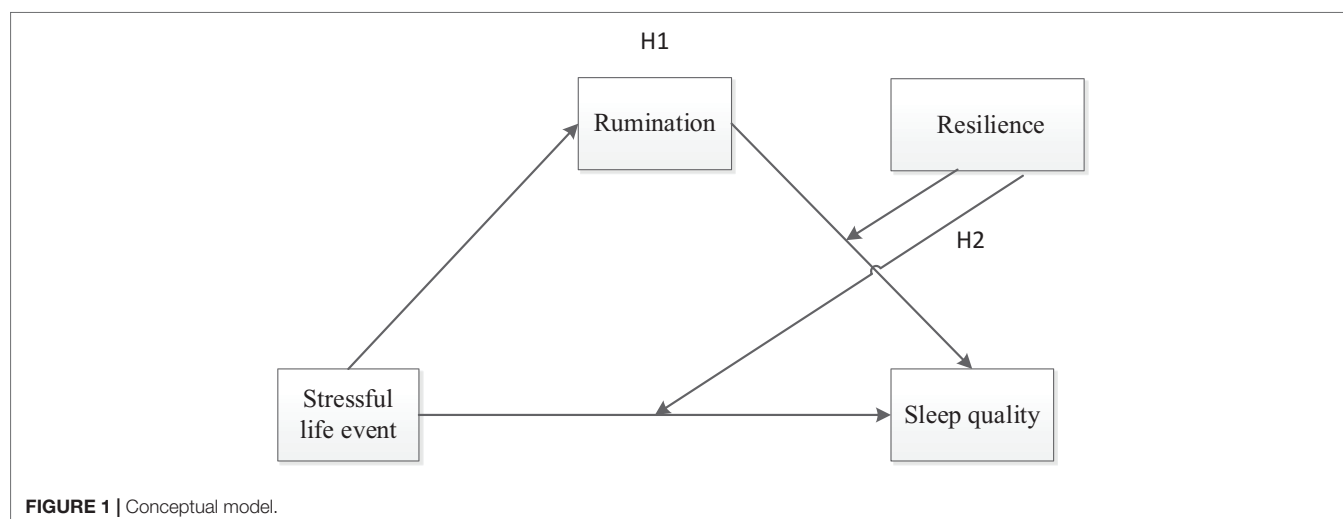 H1
Rumination
Resilience
H2
Stressful
life event
Sleep quality
FIGURE 1 | Conceptual model.